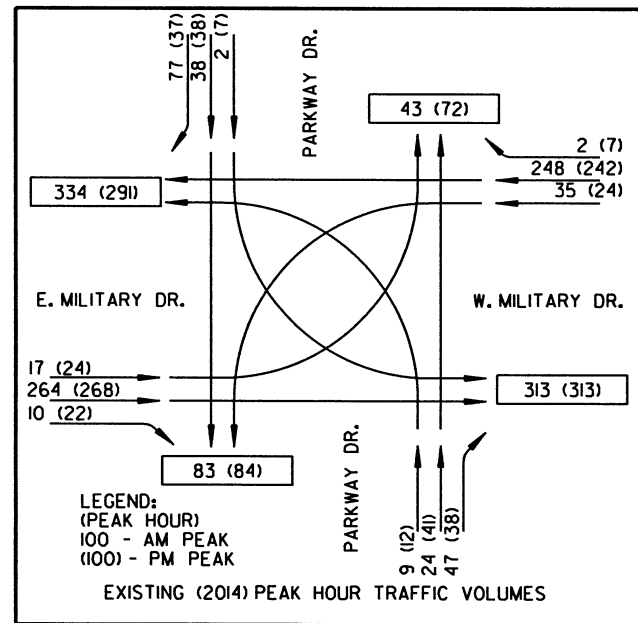 77 (37)
38 (38)
2 (7)
PARKWAY DR.
43 (72)
2 (7)
248 (242)
35 (24)
334 (291)
E. MILITARY DR.
W. MILITARY DR.
17 (24)
264 (268)
10 (22)
313 (313)
83 (84)
PARKWAY DR.
9 (12)
24 (41)
47 (38)
LEGEND:
(PEAK HOUR)
100 - AM PEAK
(100) - PM PEAK
EXISTING (2014) PEAK HOUR TRAFFIC VOLUMES